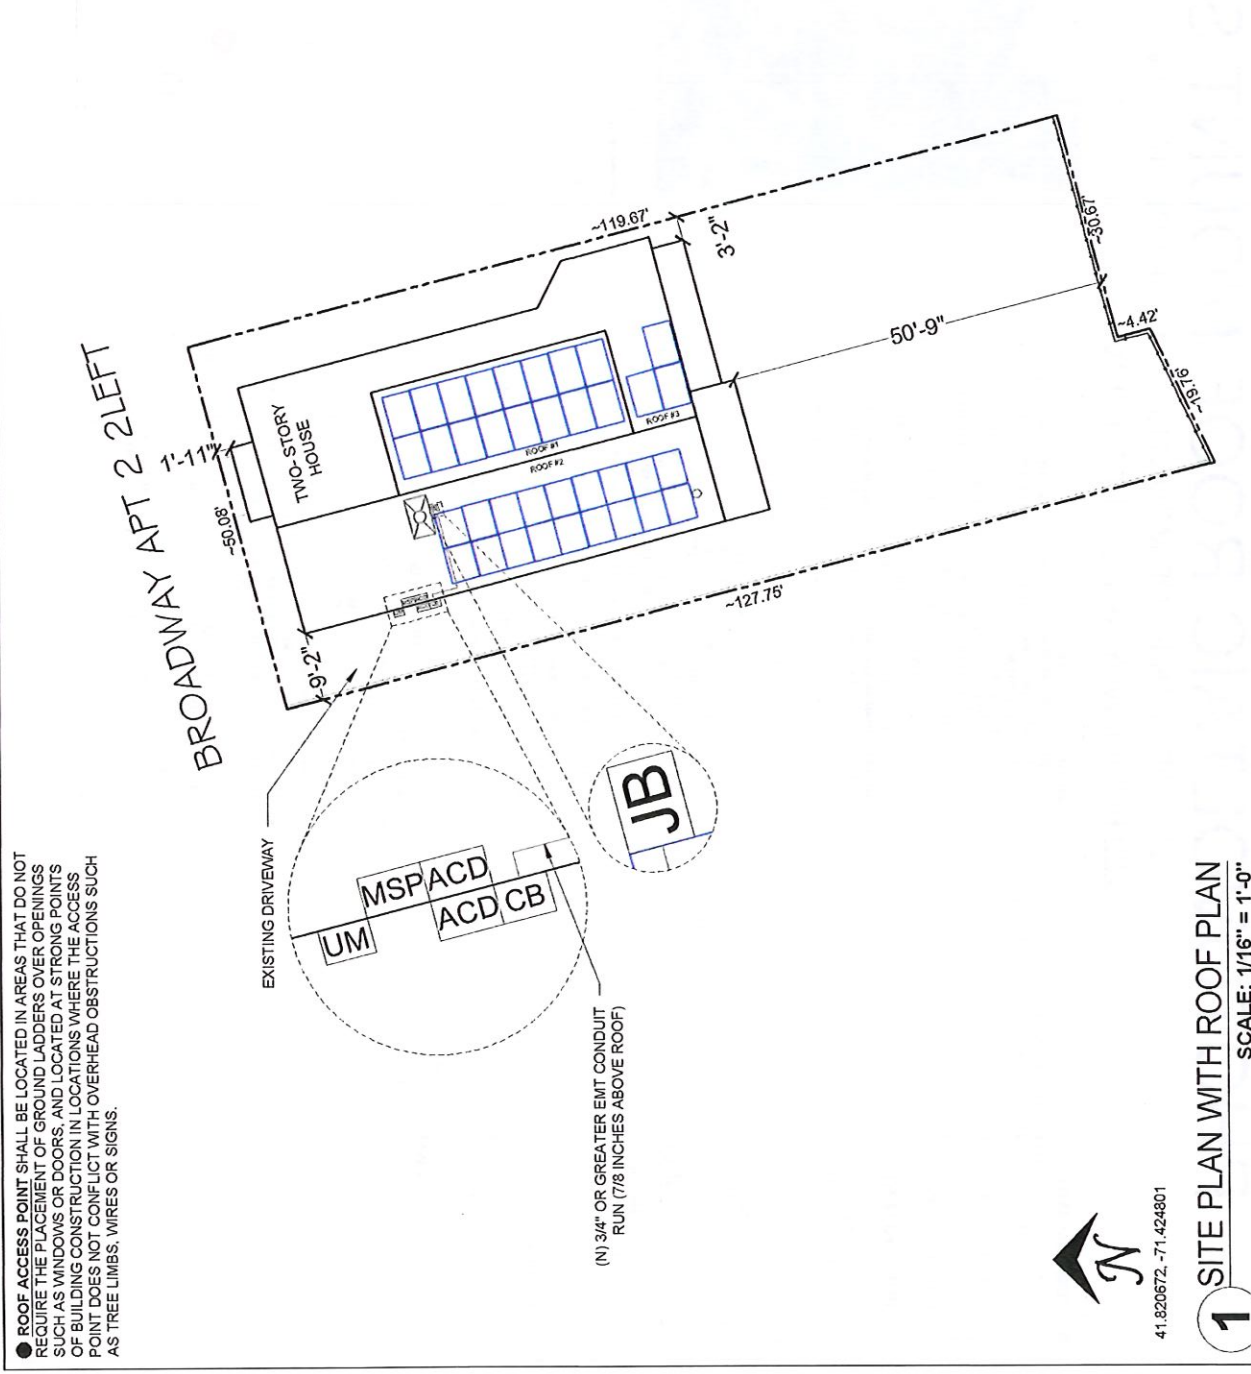 ● ROOF ACCESS POINT SHALL BE LOCATED IN AREAS THAT DO NOT
REQUIRE THE PLACEMENT OF GROUND LADDERS OVER OPENINGS
SUCH AS WINDOWS OR DOORS, AND LOCATED AT STRONG POINTS
OF BUILDING CONSTRUCTION IN LOCATIONS WHERE THE ACCESS
POINT DOES NOT CONFLICT WITH OVERHEAD OBSTRUCTIONS SUCH
AS TREE LIMBS, WIRES OR SIGNS.
BROADWAY APT 2 2LEFT
1'-11"
~50.08'
9'-2"
EXISTING DRIVEWAY
TWO-STORY
HOUSE
~119.67'
3'-2"
ROOF #1
ROOF #2
ROOF #3
UM
MSP
ACD
ACD
CB
JB
(N) 3/4" OR GREATER EMT CONDUIT
RUN (7/8 INCHES ABOVE ROOF)
~127.75'
50'-9"
~30.67'
~4.42'
~19.76'
N
41.820672, -71.424801
1
SITE PLAN WITH ROOF PLAN
SCALE: 1/16" = 1'-0"